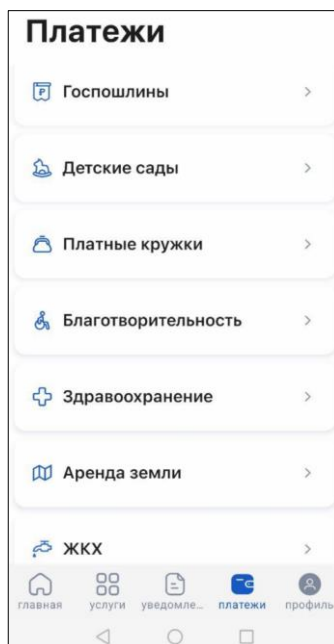 Платежи
Госпошлины
Детские сады
Платные кружки
Благотворительность
Здравоохранение
Аренда земли
ЖКХ
главная услуги уведомле... платежи профиль